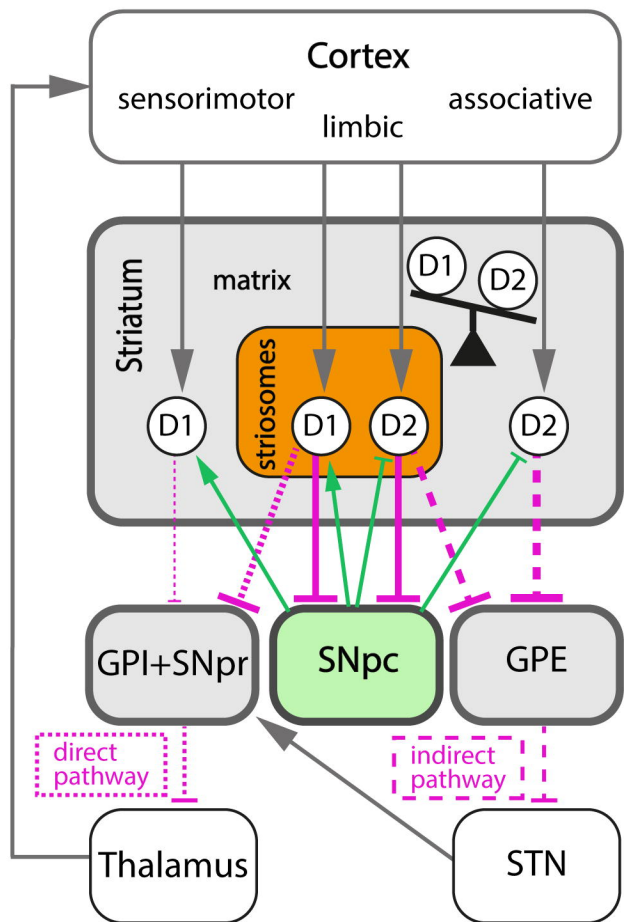 Cortex
sensorimotor
associative
limbic
Striatum
matrix
D1
D2
striosomes
D1
D1
D2
D2
GPI+SNpr
SNpc
GPE
direct
pathway
indirect
pathway
Thalamus
STN